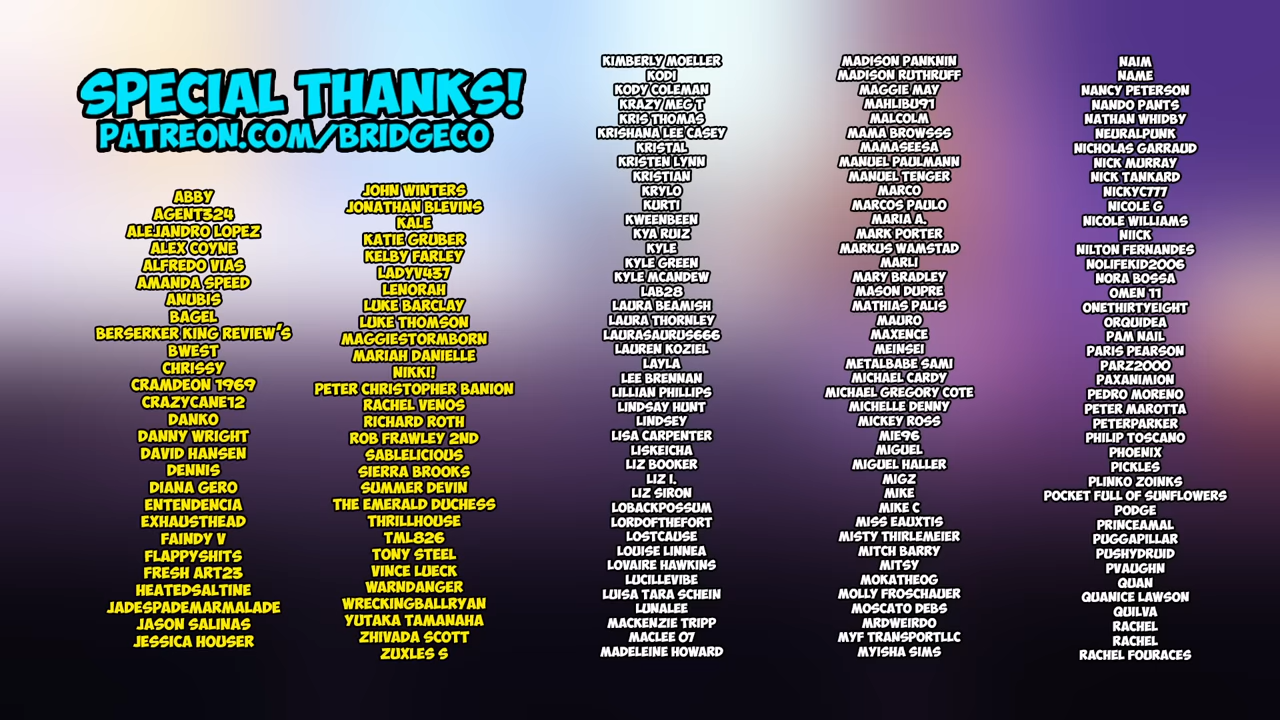 SPECIAL THANKS!
PATREON.COM/BRIDGECO
ABBY
AGENT324
ALEJANDRO LOPEZ
ALEX COYNE
ALFREDO VIAS
AMANDA SPEED
ANUBIS
BAGEL
BERSERKER KING REVIEW'S
BWEST
CHRISSY
CRAMDEON 1969
CRAZYCANE12
DANKO
DANNY WRIGHT
DAVID HANSEN
DENNIS
DIANA GERO
ENTENDENCIA
EXHAUSTHEAD
FAINDY V
FLAPPYSHITS
FRESH ART23
HEATEDSALTINE
JADESPADEMARMALADE
JASON SALINAS
JESSICA HOUSER
JOHN WINTERS
JONATHAN BLEVINS
KALE
KATIE GRUBER
KELBY FARLEY
LADYV437
LENORAH
LUKE BARCLAY
LUKE THOMSON
MAGGIESTORMBORN
MARIAH DANIELLE
NIKKI!
PETER CHRISTOPHER BANION
RACHEL VENOS
RICHARD ROTH
ROB FRAWLEY 2ND
SABLELICIOUS
SIERRA BROOKS
SUMMER DEVIN
THE EMERALD DUCHESS
THRILLHOUSE
TML826
TONY STEEL
VINCE LUECK
WARNDANGER
WRECKINGBALLRYAN
YUTAKA TAMANAHA
ZHIVADA SCOTT
ZUXLES S
KIMBERLY MOELLER
KODI
KODY COLEMAN
KRAZY MEG T
KRIS THOMAS
KRISHANA LEE CASEY
KRISTAL
KRISTEN LYNN
KRISTIAN
KRYLO
KURTI
KWEENBEEN
KYA RUIZ
KYLE
KYLE GREEN
KYLE MCANDEW
LAB28
LAURA BEAMISH
LAURA THORNLEY
LAURASAURUS666
LAUREN KOZIEL
LAYLA
LEE BRENNAN
LILLIAN PHILLIPS
LINDSAY HUNT
LINDSEY
LISA CARPENTER
LISKEICHA
LIZ BOOKER
LIZ I.
LIZ SIRON
LOBACKPOSSUM
LORDOFTHEFORT
LOSTCAUSE
LOUISE LINNEA
LOVAIRE HAWKINS
LUCILLEVIBE
LUISA TARA SCHEIN
LUNALEE
MACKENZIE TRIPP
MACLEE 07
MADELEINE HOWARD
MADISON PANKNIN
MADISON RUTHRUFF
MAGGIE MAY
MAHLIBU91
MALCOLM
MAMA BROWSSS
MAMASEESA
MANUEL PAULMANN
MANUEL TENGER
MARCO
MARCOS PAULO
MARIA A.
MARK PORTER
MARKUS WAMSTAD
MARLI
MARY BRADLEY
MASON DUPRE
MATHIAS PALIS
MAURO
MAXENCE
MEINSEI
METALBABE SAMI
MICHAEL CARDY
MICHAEL GREGORY COTE
MICHELLE DENNY
MICKEY ROSS
MIE96
MIGUEL
MIGUEL HALLER
MIGZ
MIKE
MIKE C
MISS EAUXTIS
MISTY THIRLEMEIER
MITCH BARRY
MITSY
MOKATHEOG
MOLLY FROSCHAUER
MOSCATO DEBS
MRDWEIRDO
MYF TRANSPORTLLC
MYISHA SIMS
NAIM
NAME
NANCY PETERSON
NANDO PANTS
NATHAN WHIDBY
NEURALPUNK
NICHOLAS GARRAUD
NICK MURRAY
NICK TANKARD
NICKYC777
NICOLE G
NICOLE WILLIAMS
NIICK
NILTON FERNANDES
NOLIFEKID2006
NORA BOSSA
OMEN 11
ONETHIRTYEIGHT
ORQUIDEA
PAM NAIL
PARIS PEARSON
PARZ2000
PAXANIMION
PEDRO MORENO
PETER MAROTTA
PETERPARKER
PHILIP TOSCANO
PHOENIX
PICKLES
PLINKO ZOINKS
POCKET FULL OF SUNFLOWERS
PODGE
PRINCEAMAL
PUGGAPILLAR
PUSHYDRUID
PVAUGHN
QUAN
QUANICE LAWSON
QUILVA
RACHEL
RACHEL
RACHEL FOURACES